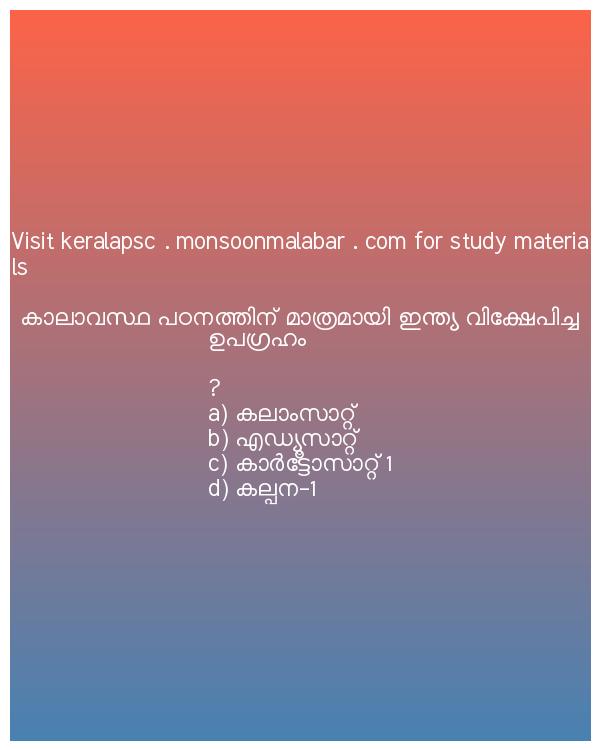 Visit keralapsc . monsoonmalabar . com for study materia
ls
കാലാവസ്ഥ പഠനത്തിന് മാത്രമായി ഇന്ത്യ വിക്ഷേപിച്ച
ഉപഗ്രഹം
?
a) കലാംസാറ്റ്
b) എഡ്യൂസാറ്റ്
c) കാർട്ടോസാറ്റ് 1
d) കല്പന-1